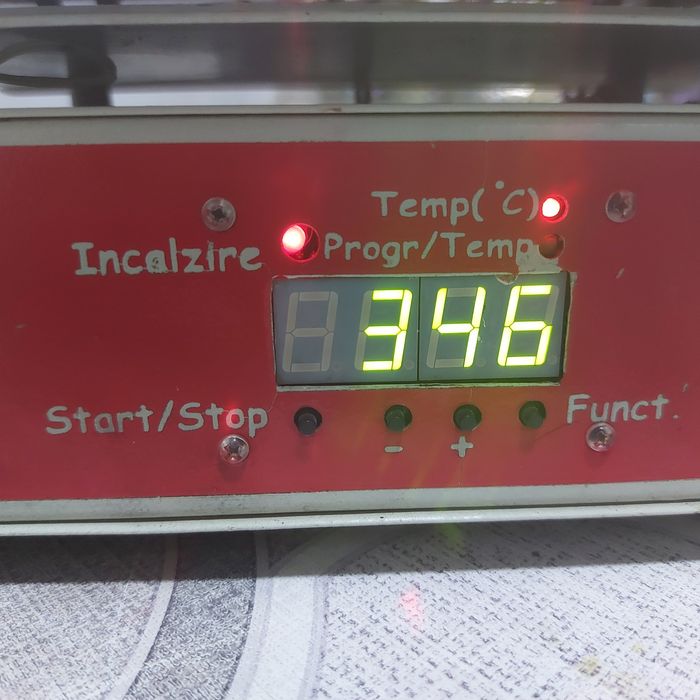 Temp(°C)
Incalzire Progr/Temp
346
Start/Stop Funct.
- +